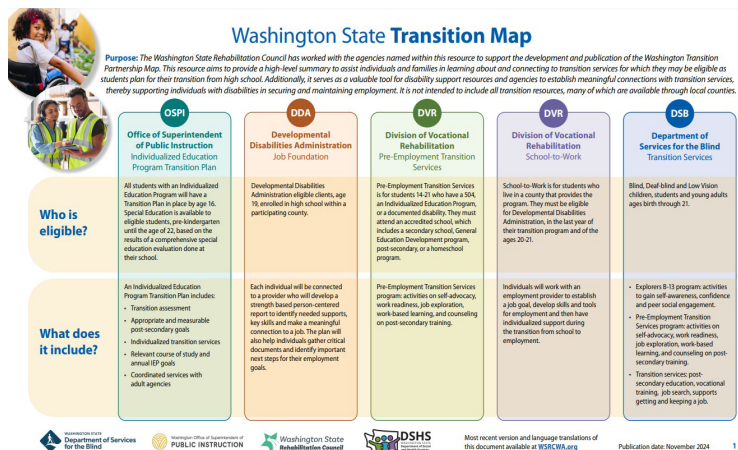 Washington State Transition Map
Purpose: The Washington State Rehabilitation Council has worked with the agencies named within this resource to support the development and publication of the Washington Transition
Partnership Map. This resource aims to provide a high-level summary to assist individuals and families in learning about and connecting to transition services for which they may be eligible as
students plan for their transition from high school. Additionally, it serves as a valuable tool for disability support resources and agencies to establish meaningful connections with transition services,
thereby supporting individuals with disabilities in securing and maintaining employment. It is not intended to include all transition resources, many of which are available through local counties.
OSPI
Office of Superintendent
of Public Instruction
Individualized Education
Program Transition Plan
DDA
Developmental
Disabilities Administration
Job Foundation
DVR
Division of Vocational
Rehabilitation
Pre-Employment Transition
Services
DVR
Division of Vocational
Rehabilitation
School-to-Work
DSB
Department of
Services for the Blind
Transition Services
Who is
eligible?
All students with an Individualized
Education Program will have a
Transition Plan in place by age 16.
Special Education is available to
eligible students, pre-kindergarten
until the age of 22, based on the
results of a comprehensive special
education evaluation done at
their school.
Developmental Disabilities
Administration eligible clients, age
19, enrolled in high school within a
participating county.
Pre-Employment Transition Services
is for students 14-21 who have a 504,
an Individualized Education Program,
or a documented disability. They must
attend an accredited school, which
includes a secondary school, General
Education Development program,
post-secondary, or a homeschool
program.
School-to-Work is for students who
live in a county that provides the
program. They must be eligible
for Developmental Disabilities
Administration, in the last year of
their transition program and of the
ages 20-21.
Blind, Deaf-blind and Low Vision
children, students and young adults
ages birth through 21.
What does
it include?
An Individualized Education
Program Transition Plan includes:
• Transition assessments
• Appropriate and measurable
post-secondary goals
• Individualized transition services
• Relevant course of study and
annual IEP goals
• Coordinated services with
adult agencies
Each individual will be connected
to a provider who will develop a
strength based person-centered
report to identify needed supports,
key skills and make a meaningful
connection to a job. The plan will
also help individuals gather critical
documents and identify important
next steps for their employment
goals.
Pre-Employment Transition Services
program: activities on self-advocacy,
work readiness, job exploration,
work-based learning, and counseling
on post-secondary training.
Individuals will work with an
employment provider to establish
a job goal, develop skills and tools
for employment and then have
individualized support during
the transition from school to
employment.
• Explorers B-13 program: activities
to gain self-awareness, confidence
and peer social engagement.
• Pre-Employment Transition
Services program: activities on
self-advocacy, work readiness,
job exploration, work-based
learning, and counseling on post-
secondary training.
• Transition services: post-
secondary education, vocational
training, job search, supports
getting and keeping a job.
WASHINGTON STATE
Department of Services
for the Blind
Washington Office of Superintendent of
PUBLIC INSTRUCTION
Washington State
Rehabilitation Council
DSHS
Most recent version and language translations of
this document available at WSRCWA.org
Publication date: November 2024
1